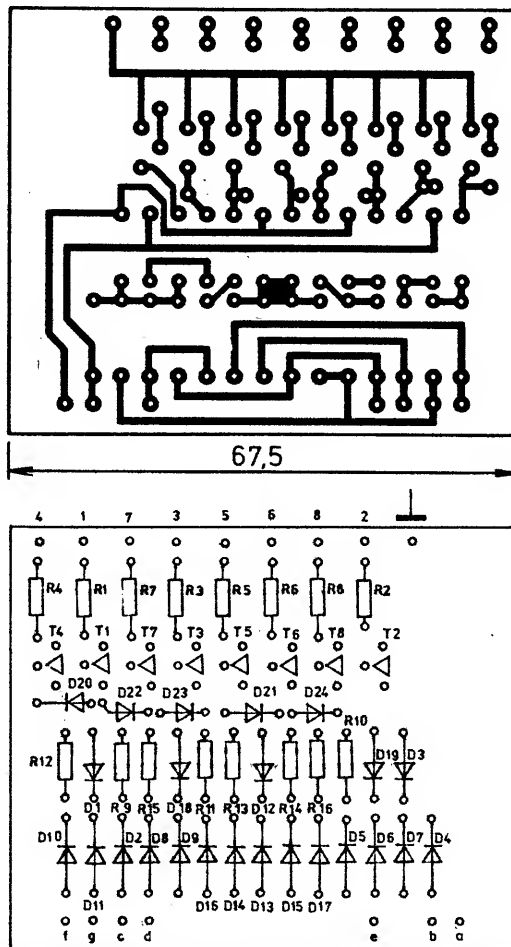 67,5
4 1 7 3 5 6 8 2
R4 R1 R7 R3 R5 R6 R8 R2
T4 T1 T7 T3 T5 T6 T8 T2
D20 D22 D23 D21 D24
R10
R12 D19 D3
D1 R9 R15 D18 R11 R13 D12 R14 R16
D10 D2 D8 D9 D5 D6 D7 D4
D11 D16 D14 D13 D15 D17
f g c d e b a